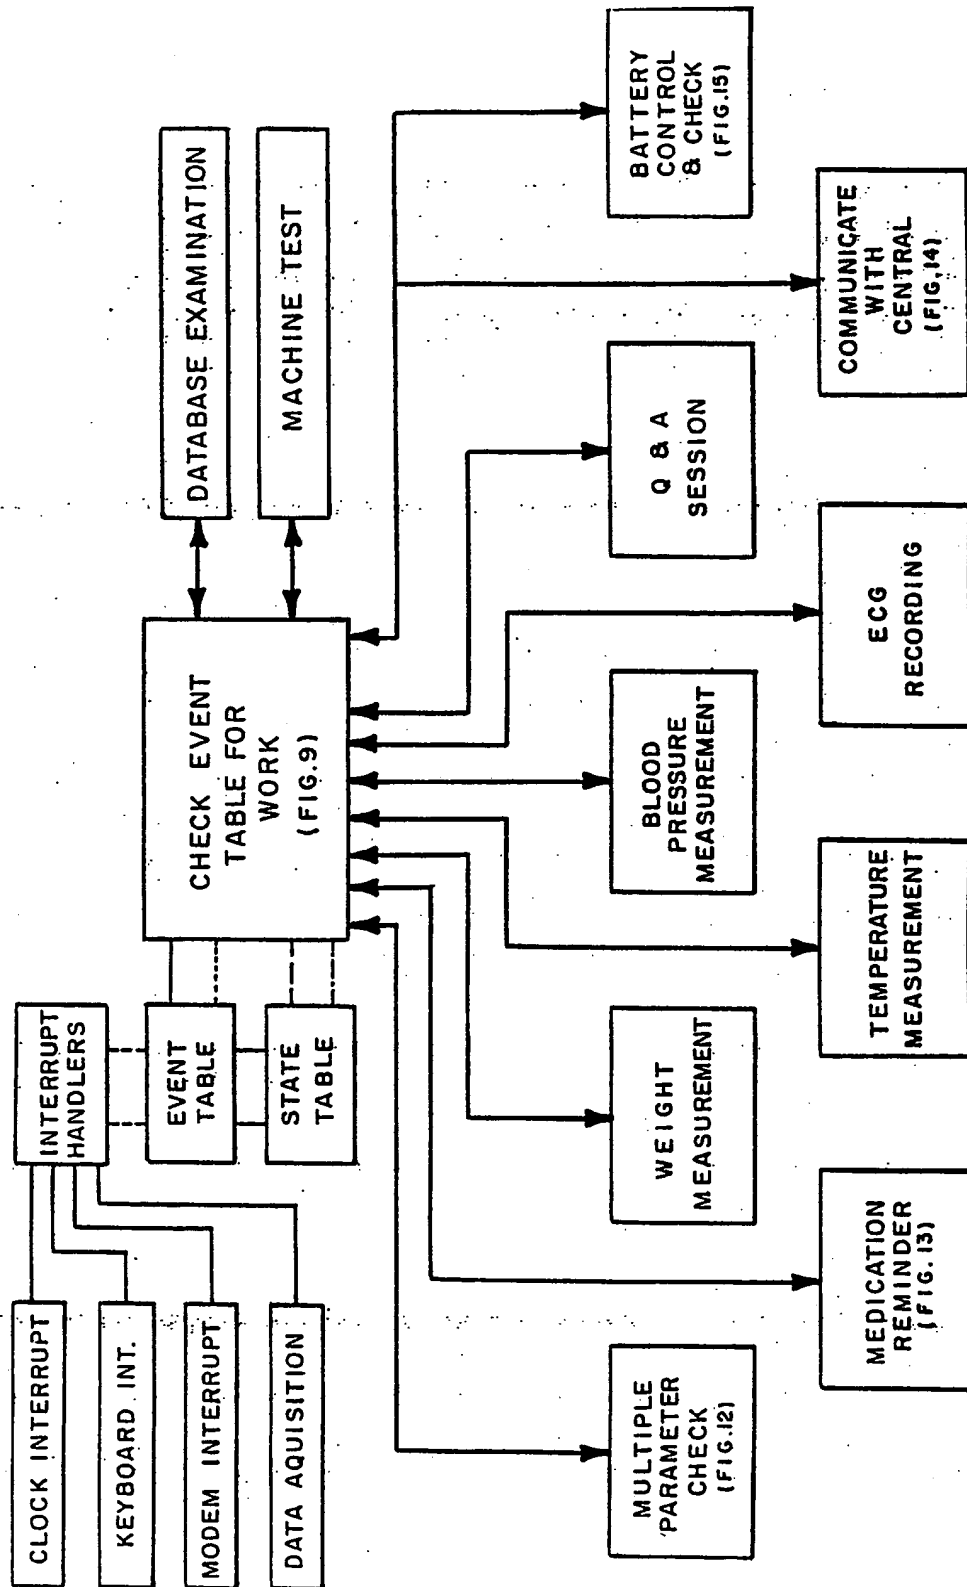 CLOCK INTERRUPT
KEYBOARD INT.
MODEM INTERRUPT
DATA AQUISITION
INTERRUPT
HANDLERS
EVENT
TABLE
STATE
TABLE
CHECK EVENT
TABLE FOR
WORK
(FIG.9)
DATABASE EXAMINATION
MACHINE TEST
MULTIPLE
PARAMETER
CHECK
(FIG.12)
MEDICATION
REMINDER
(FIG.13)
WEIGHT
MEASUREMENT
TEMPERATURE
MEASUREMENT
BLOOD
PRESSURE
MEASUREMENT
ECG
RECORDING
Q & A
SESSION
COMMUNICATE
WITH
CENTRAL
(FIG.14)
BATTERY
CONTROL
& CHECK
(FIG.15)